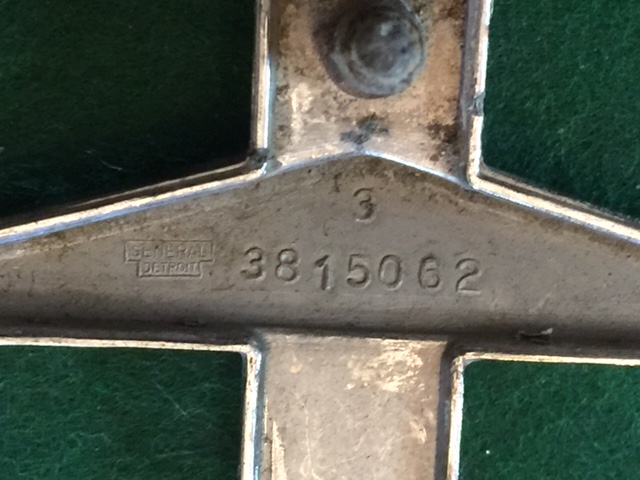 3
GENERAL
DETROIT
3815062